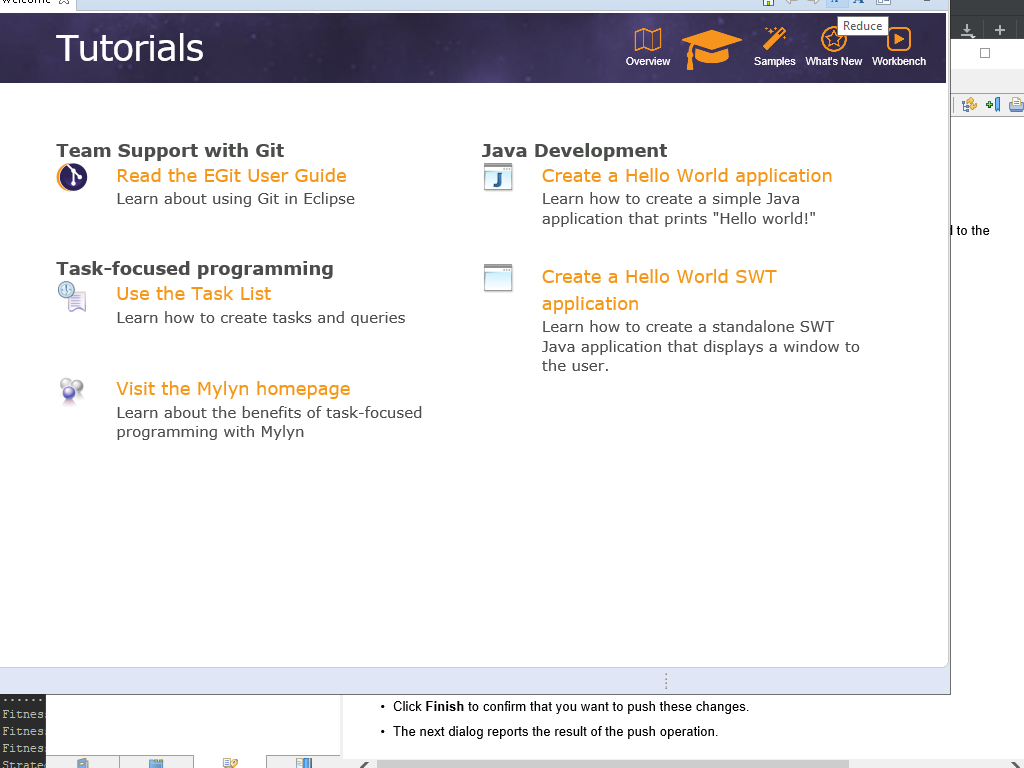 Welcome
Reduce
Tutorials
Overview
Samples
What's New
Workbench
Team Support with Git
Read the EGit User Guide
Learn about using Git in Eclipse
Task-focused programming
Use the Task List
Learn how to create tasks and queries
Visit the Mylyn homepage
Learn about the benefits of task-focused
programming with Mylyn
Java Development
Create a Hello World application
Learn how to create a simple Java
application that prints "Hello world!"
Create a Hello World SWT
application
Learn how to create a standalone SWT
Java application that displays a window to
the user.
to the
• Click Finish to confirm that you want to push these changes.
• The next dialog reports the result of the push operation.
Fitnes
Fitnes
Fitnes
Strate